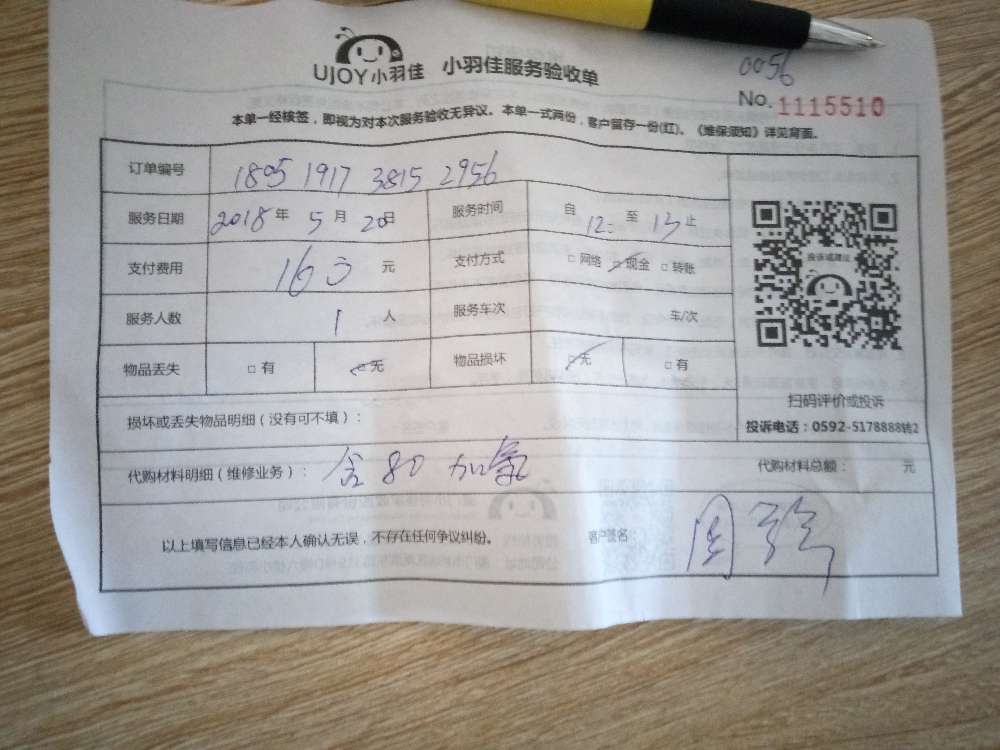 UJOY小羽佳 小羽佳服务验收单
0056
No. 1115510
本单一经核签，即视为对本次服务验收无异议。本单一式两份，客户留存一份(红)。《维保须知》详见背面。
订单编号 1805 1917 3815 2956
服务日期 2018年 5月 20日 服务时间 自 12: 至 13 止
支付费用 163 元 支付方式 □网络 □现金 □转账
服务人数 1 人 服务车次 车/次
物品丢失 □有 □无 物品损坏 □无 □有
投诉或建议
扫码评价或投诉
投诉电话：0592-5178888转2
损坏或丢失物品明细（没有可不填）：
代购材料明细（维修业务）： 含80 加氟 代购材料总额： 元
以上填写信息已经本人确认无误，不存在任何争议纠纷。 客户签名：